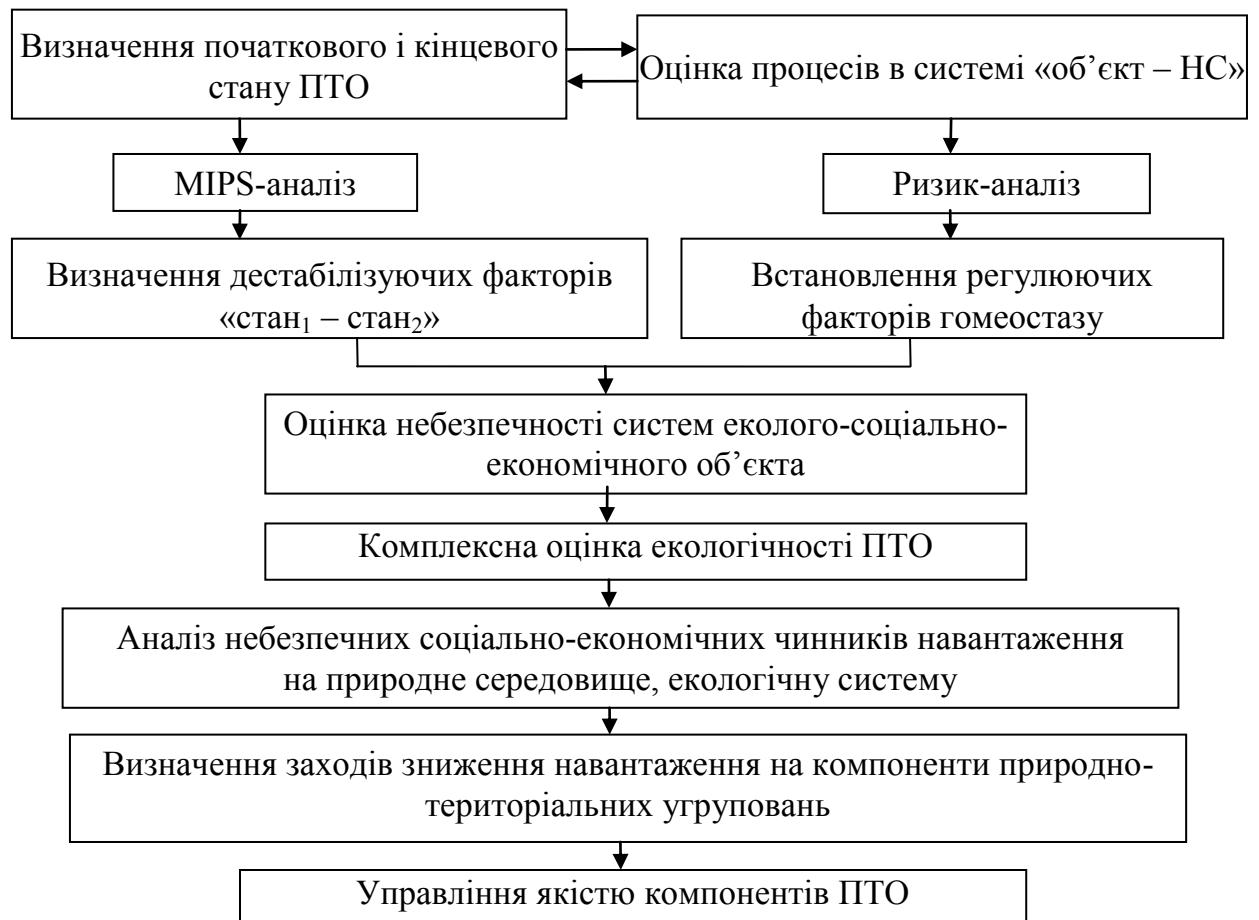 Визначення початкового і кінцевого
стану ПТО
Оцінка процесів в системі «об’єкт – НС»
MIPS-аналіз
Ризик-аналіз
Визначення дестабілізуючих факторів
«стан₁ – стан₂»
Встановлення регулюючих
факторів гомеостазу
Оцінка небезпечності систем еколого-соціально-
економічного об’єкта
Комплексна оцінка екологічності ПТО
Аналіз небезпечних соціально-економічних чинників навантаження
на природне середовище, екологічну систему
Визначення заходів зниження навантаження на компоненти природно-
територіальних угруповань
Управління якістю компонентів ПТО